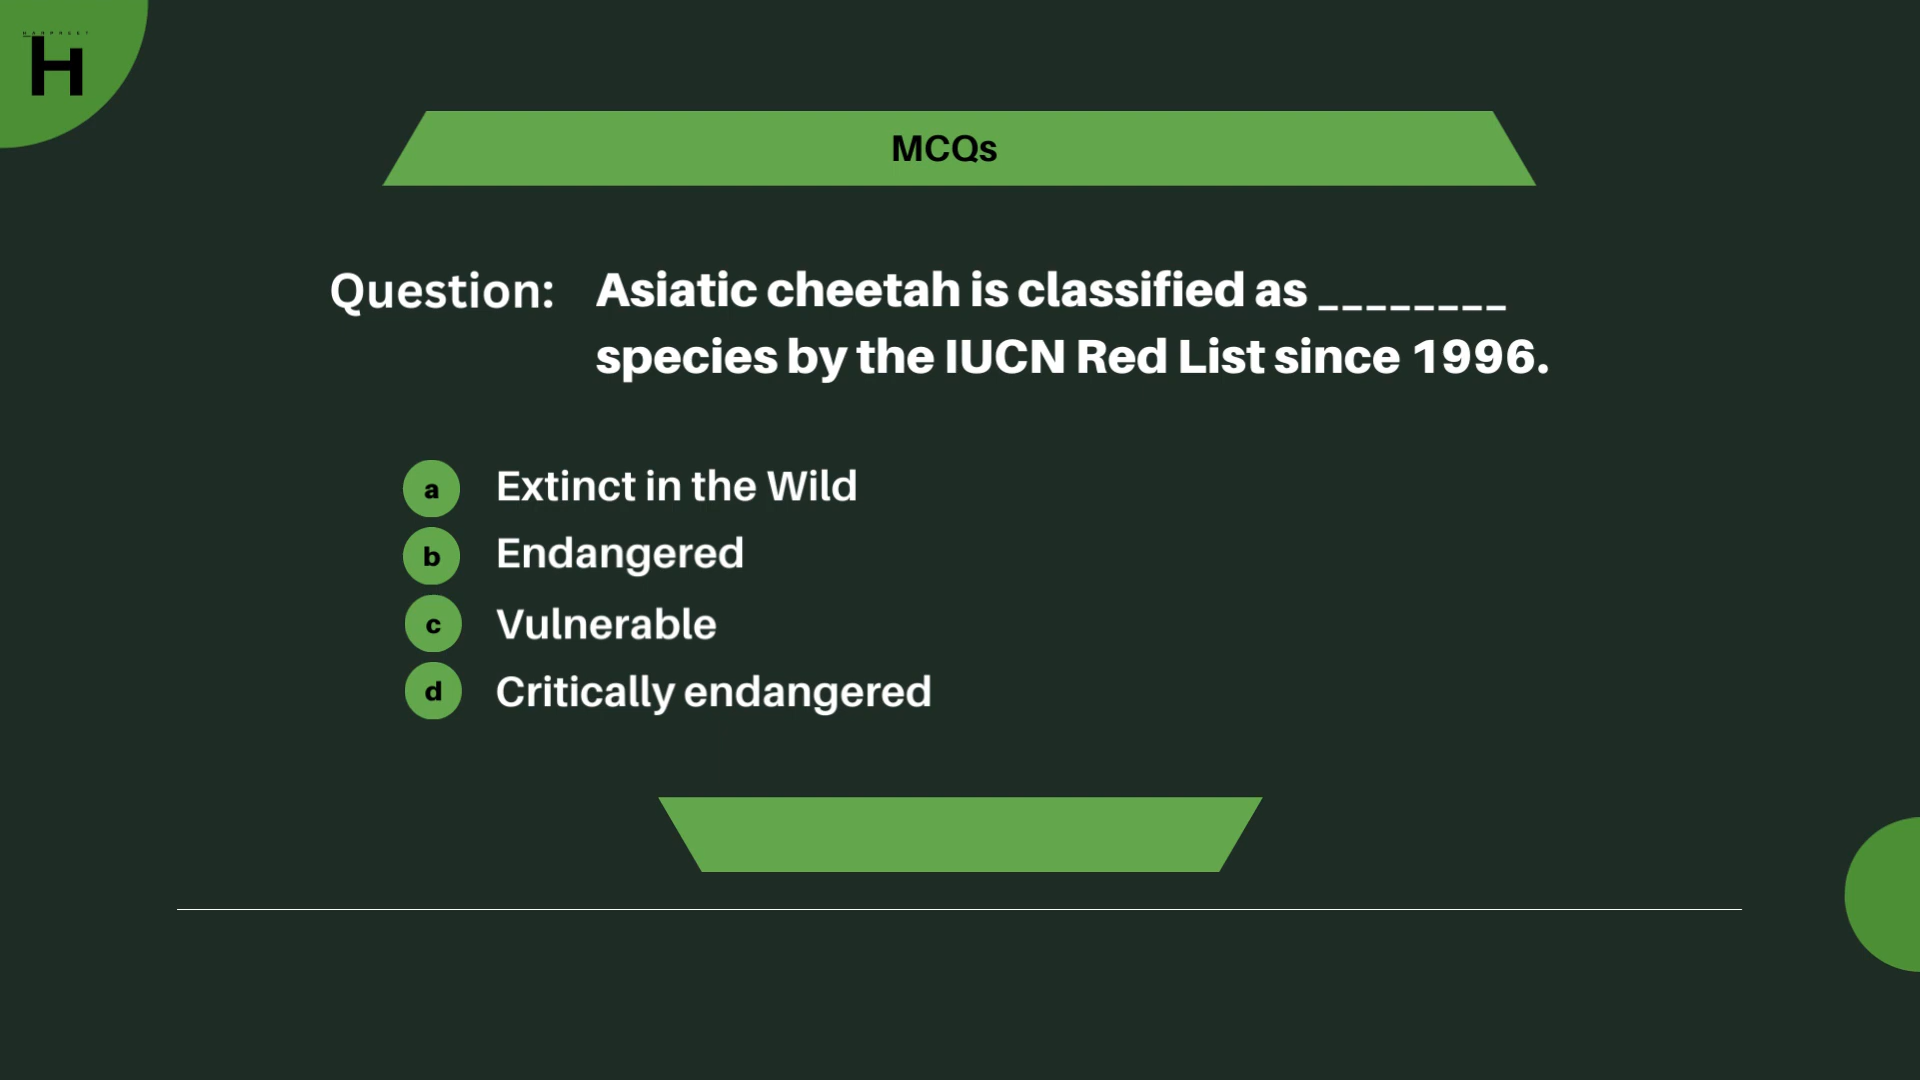 H
MCQs
Question: Asiatic cheetah is classified as ________
species by the IUCN Red List since 1996.
a Extinct in the Wild
b Endangered
c Vulnerable
d Critically endangered